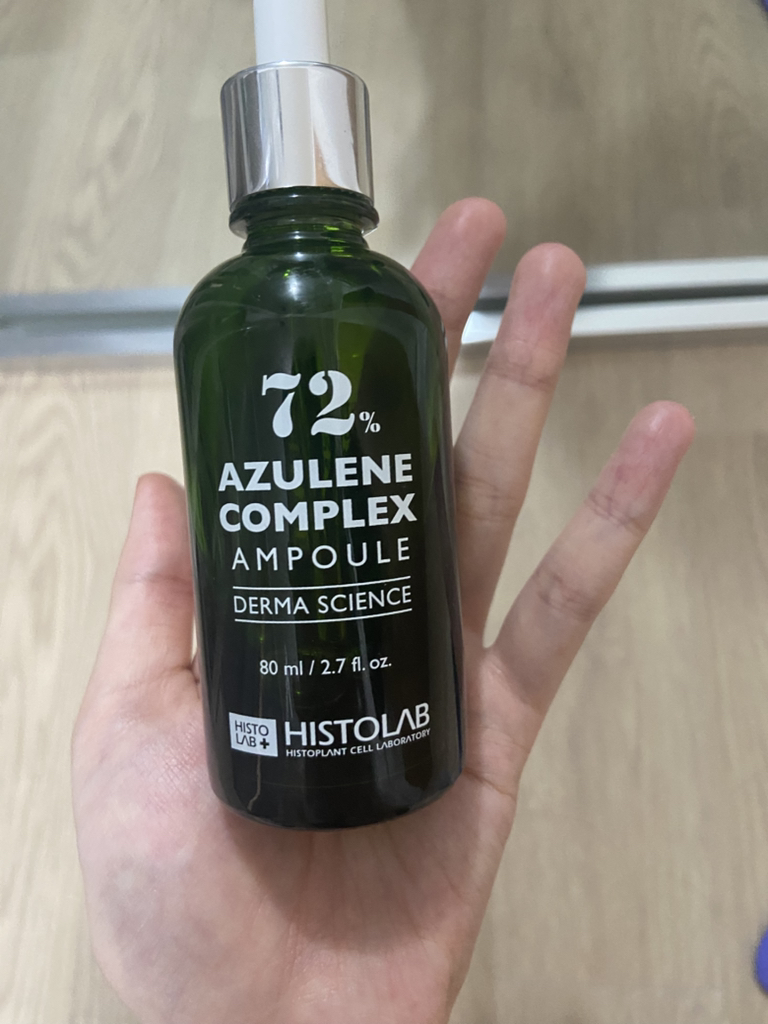 72%
AZULENE
COMPLEX
AMPOULE
DERMA SCIENCE
80 ml / 2.7 fl. oz.
HISTO
LAB+
HISTOLAB
HISTOPLANT CELL LABORATORY